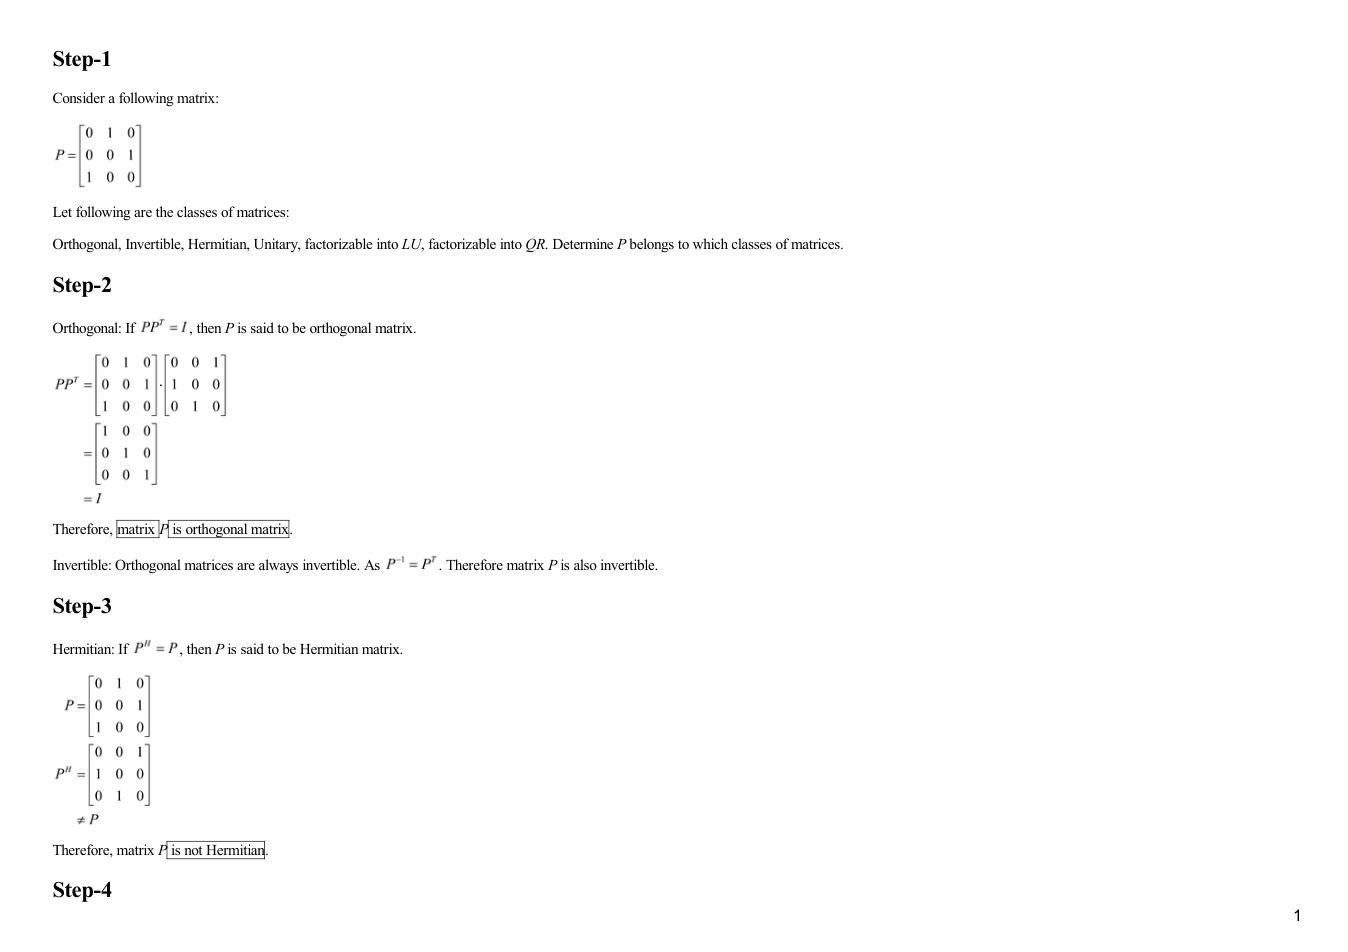 Step-1
Consider a following matrix:
P = [0 1 0
0 0 1
1 0 0]
Let following are the classes of matrices:
Orthogonal, Invertible, Hermitian, Unitary, factorizable into LU, factorizable into QR. Determine P belongs to which classes of matrices.
Step-2
Orthogonal: If PPᵀ = I, then P is said to be orthogonal matrix.
PPᵀ = [0 1 0
0 0 1
1 0 0] · [0 0 1
1 0 0
0 1 0]
= [1 0 0
0 1 0
0 0 1]
= I
Therefore, matrix P is orthogonal matrix.
Invertible: Orthogonal matrices are always invertible. As P⁻¹ = Pᵀ. Therefore matrix P is also invertible.
Step-3
Hermitian: If Pᴴ = P, then P is said to be Hermitian matrix.
P = [0 1 0
0 0 1
1 0 0]
Pᴴ = [0 0 1
1 0 0
0 1 0]
≠ P
Therefore, matrix P is not Hermitian.
Step-4
1